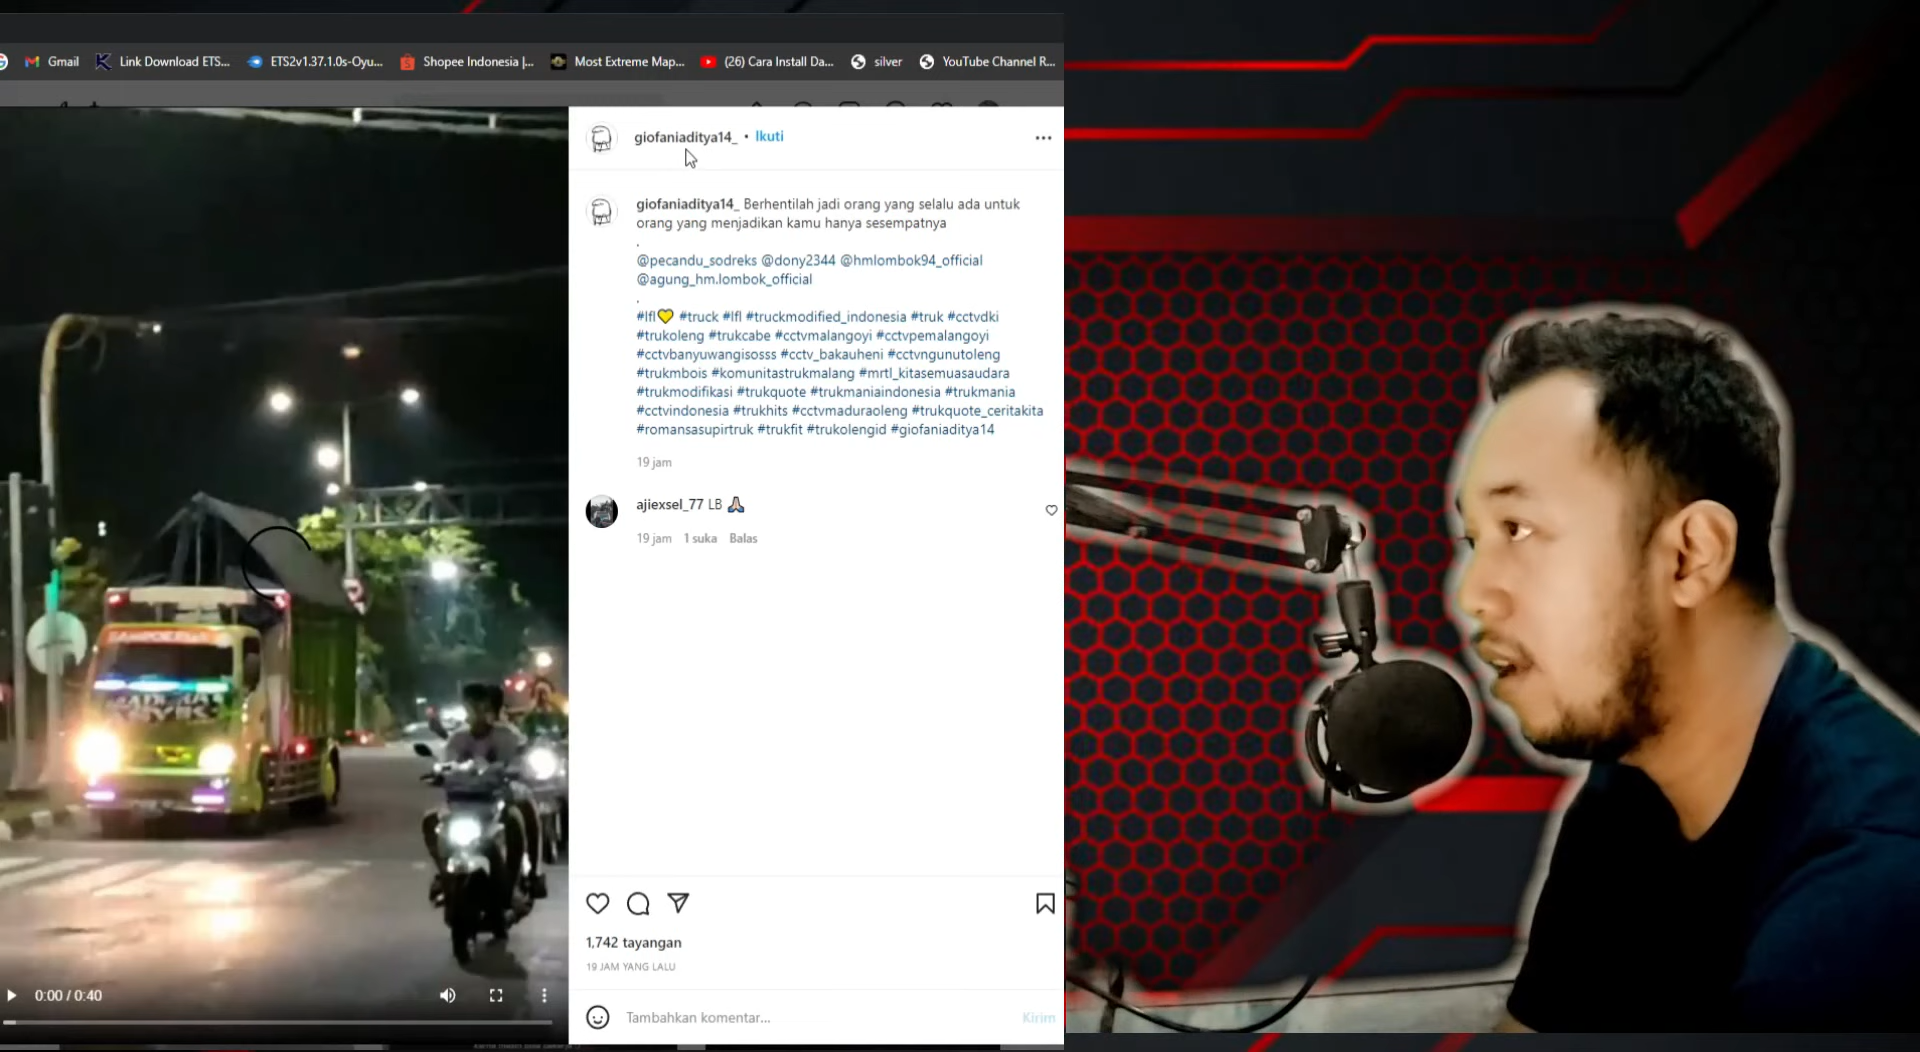 Gmail
Link Download ETS...
ETS2v1.37.1.0s-Oyu...
Shopee Indonesia |...
Most Extreme Map...
(26) Cara Install Da...
silver
YouTube Channel R...
giofaniaditya14_ • Ikuti
giofaniaditya14_ Berhentilah jadi orang yang selalu ada untuk
orang yang menjadikan kamu hanya sesempatnya
.
@pecandu_sodreks @dony2344 @hmlombok94_official
@agung_hm.lombok_official
.
#lfl💛 #truck #lfl #truckmodified_indonesia #truk #cctvdki
#trukoleng #trukcabe #cctvmalangoyi #cctvpemalangoyi
#cctvbanyuwangisosss #cctv_bakauheni #cctvngunutoleng
#trukmbois #komunitastrukmalang #mrtl_kitasemuasaudara
#trukmodifikasi #trukquote #trukmaniaindonesia #trukmania
#cctvindonesia #trukhits #cctvmaduraoleng #trukquote_ceritakita
#romansasupirtruk #trukfit #trukolengid #giofaniaditya14
19 jam
ajiexsel_77 LB 🙏🏼
19 jam 1 suka Balas
1,742 tayangan
19 JAM YANG LALU
0:00 / 0:40
Tambahkan komentar...
Kirim